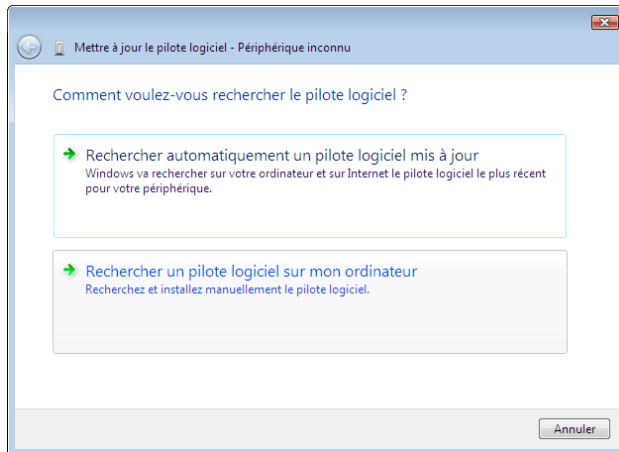 Mettre à jour le pilote logiciel - Périphérique inconnu
Comment voulez-vous rechercher le pilote logiciel ?
Rechercher automatiquement un pilote logiciel mis à jour
Windows va rechercher sur votre ordinateur et sur Internet le pilote logiciel le plus récent
pour votre périphérique.
Rechercher un pilote logiciel sur mon ordinateur
Recherchez et installez manuellement le pilote logiciel.
Annuler